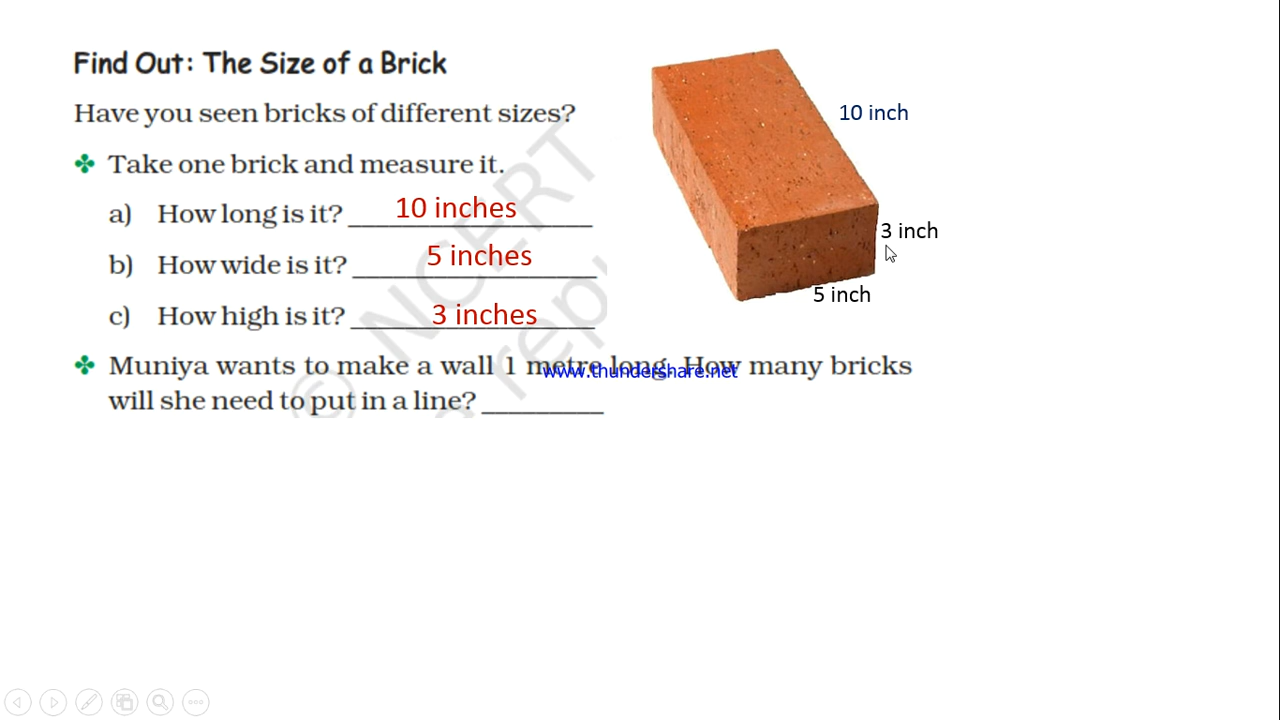 Find Out: The Size of a Brick
Have you seen bricks of different sizes?
Take one brick and measure it.
a) How long is it? 10 inches
b) How wide is it? 5 inches
c) How high is it? 3 inches
Muniya wants to make a wall 1 metre long. How many bricks
will she need to put in a line? _________
10 inch
3 inch
5 inch
www.thundershare.net
© NCERT
rep